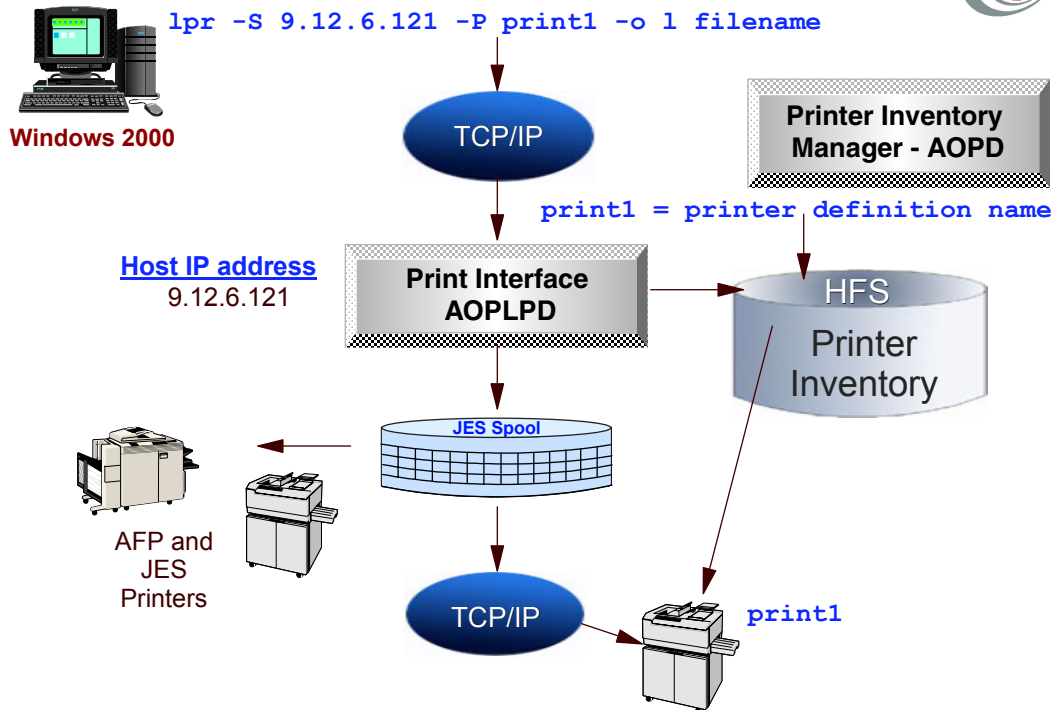 lpr -S 9.12.6.121 -P print1 -o l filename
Windows 2000
TCP/IP
Printer Inventory
Manager - AOPD
print1 = printer definition name
Host IP address
9.12.6.121
Print Interface
AOPLPD
HFS
Printer
Inventory
JES Spool
AFP and
JES
Printers
TCP/IP
print1